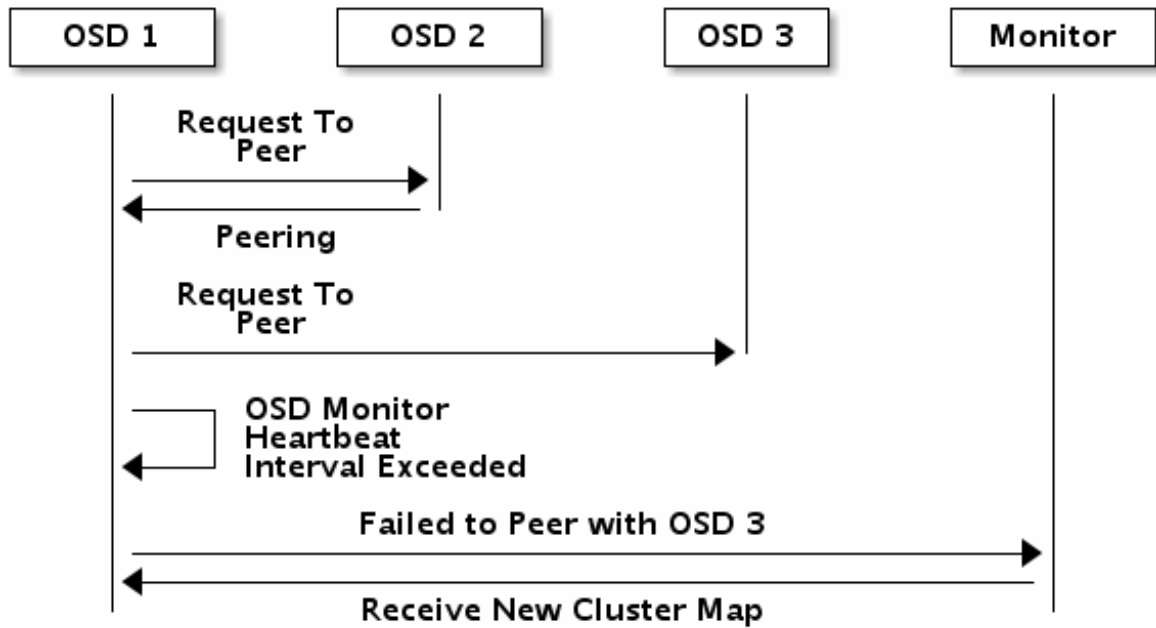 OSD 1
OSD 2
OSD 3
Monitor
Request To
Peer
Peering
Request To
Peer
OSD Monitor
Heartbeat
Interval Exceeded
Failed to Peer with OSD 3
Receive New Cluster Map